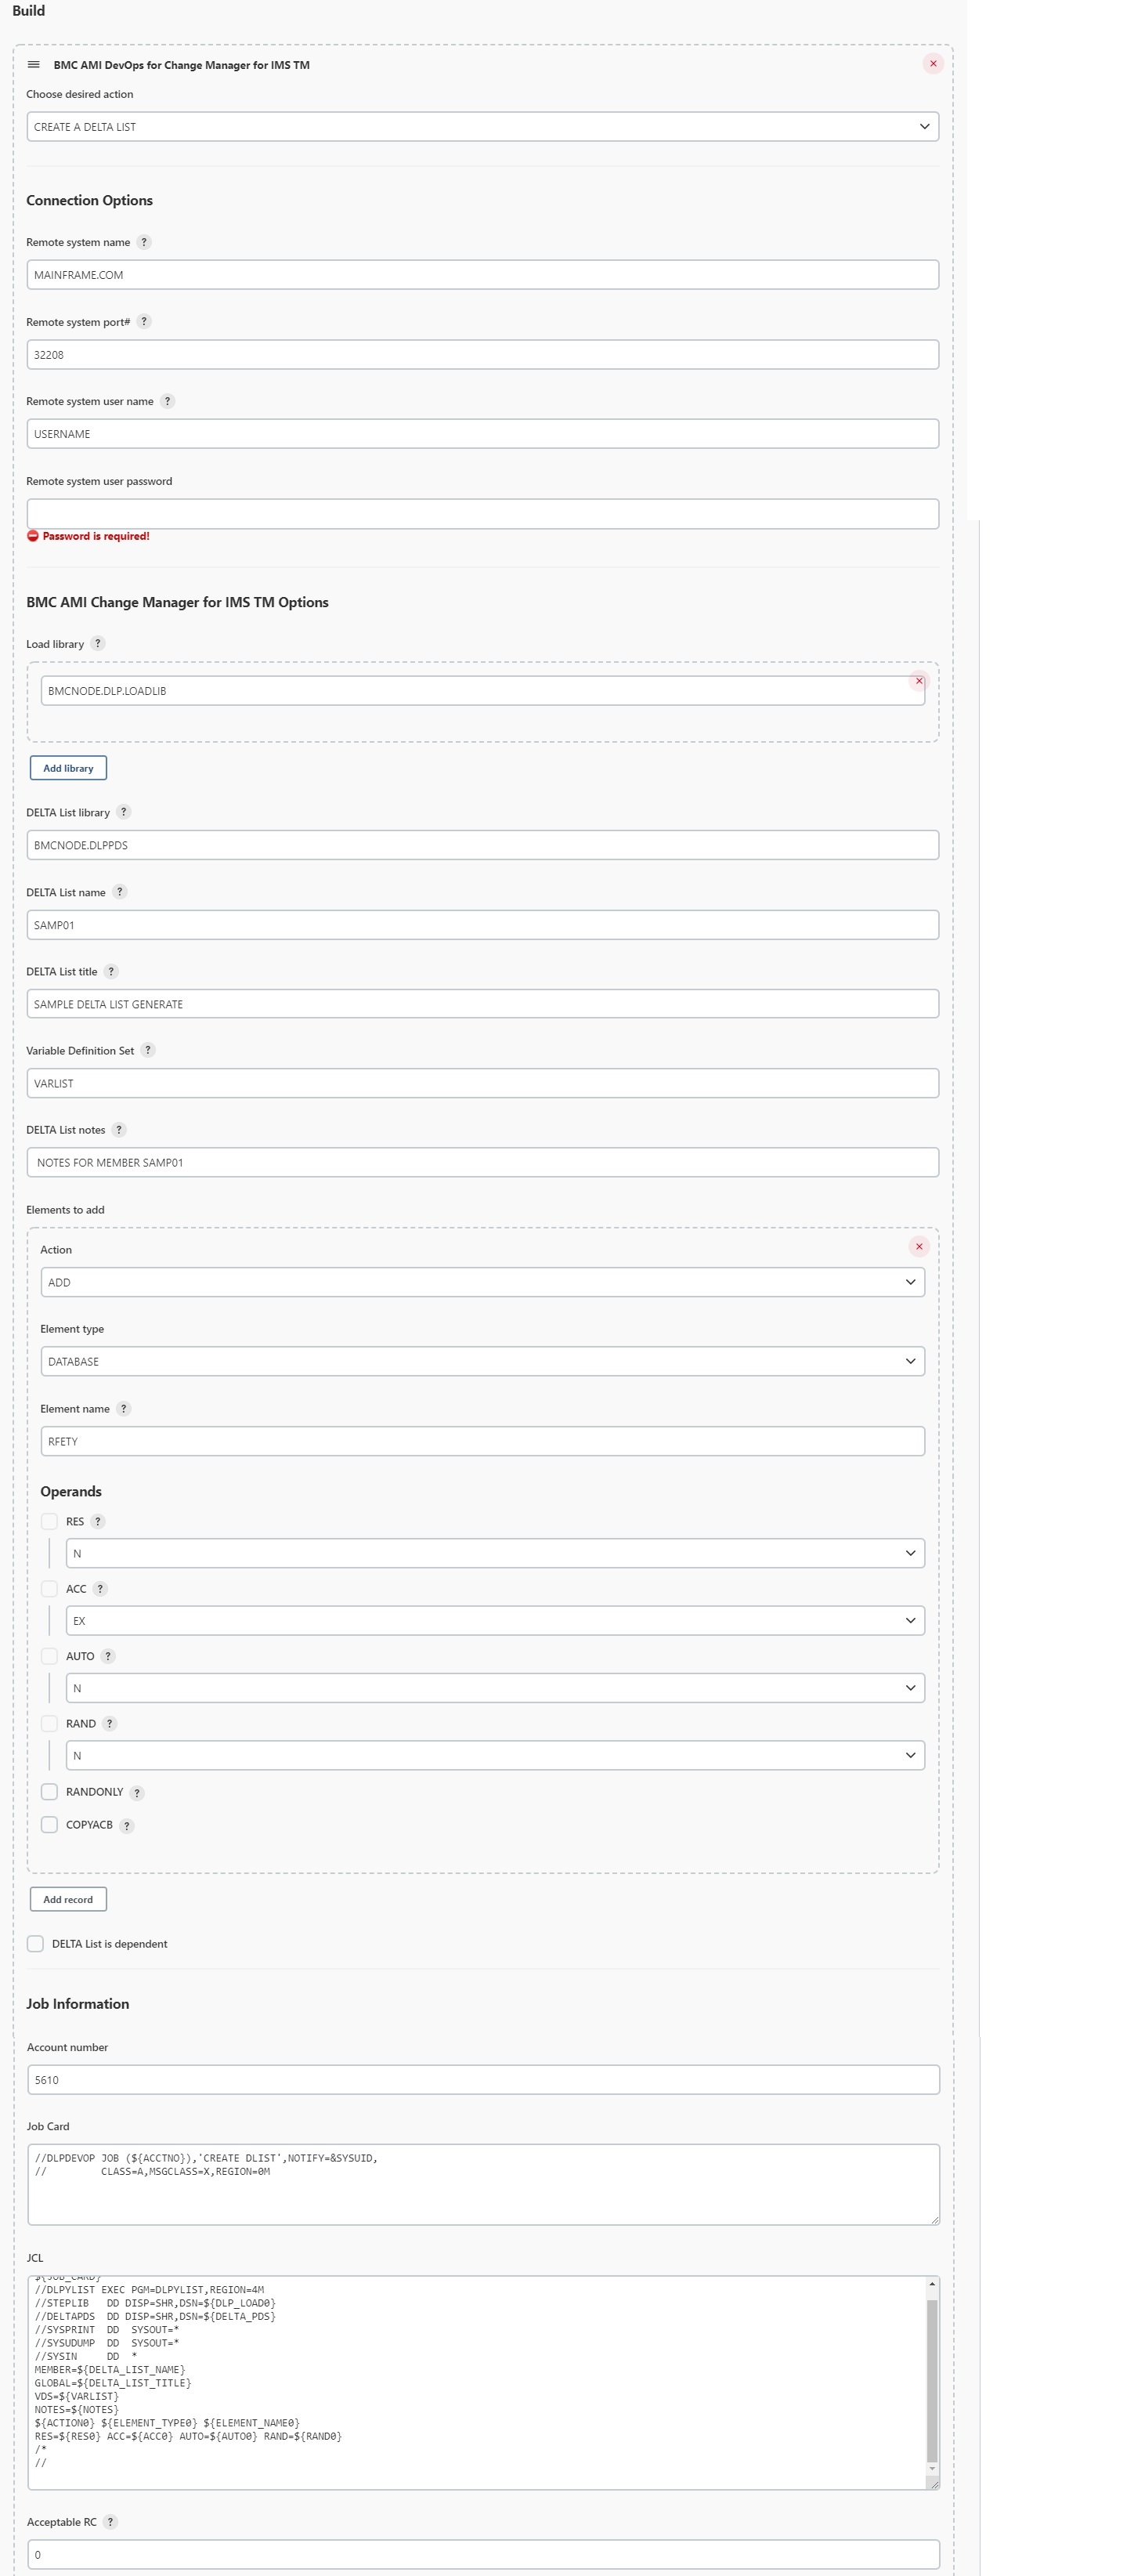 Build
BMC AMI DevOps for Change Manager for IMS TM
Choose desired action
CREATE A DELTA LIST
Connection Options
Remote system name ?
MAINFRAME.COM
Remote system port# ?
32208
Remote system user name ?
USERNAME
Remote system user password
Password is required!
BMC AMI Change Manager for IMS TM Options
Load library ?
BMCNODE.DLP.LOADLIB
Add library
DELTA List library ?
BMCNODE.DLPPDS
DELTA List name ?
SAMP01
DELTA List title ?
SAMPLE DELTA LIST GENERATE
Variable Definition Set ?
VARLIST
DELTA List notes ?
NOTES FOR MEMBER SAMP01
Elements to add
Action
ADD
Element type
DATABASE
Element name ?
RFETY
Operands
RES ?
N
ACC ?
EX
AUTO ?
N
RAND ?
N
RANDONLY ?
COPYACB ?
Add record
DELTA List is dependent
Job Information
Account number
5610
Job Card
//DLPDEVOP JOB (${ACCTNO}),'CREATE DLIST',NOTIFY=&SYSUID,
//         CLASS=A,MSGCLASS=X,REGION=0M
JCL
${JOB_CARD}
//DLPYLIST EXEC PGM=DLPYLIST,REGION=4M
//STEPLIB   DD DISP=SHR,DSN=${DLP_LOAD0}
//DELTAPDS  DD DISP=SHR,DSN=${DELTA_PDS}
//SYSPRINT  DD  SYSOUT=*
//SYSUDUMP  DD  SYSOUT=*
//SYSIN     DD  *
MEMBER=${DELTA_LIST_NAME}
GLOBAL=${DELTA_LIST_TITLE}
VDS=${VARLIST}
NOTES=${NOTES}
${ACTION0} ${ELEMENT_TYPE0} ${ELEMENT_NAME0}
RES=${RES0} ACC=${ACC0} AUTO=${AUTO0} RAND=${RAND0}
/*
//
Acceptable RC ?
0